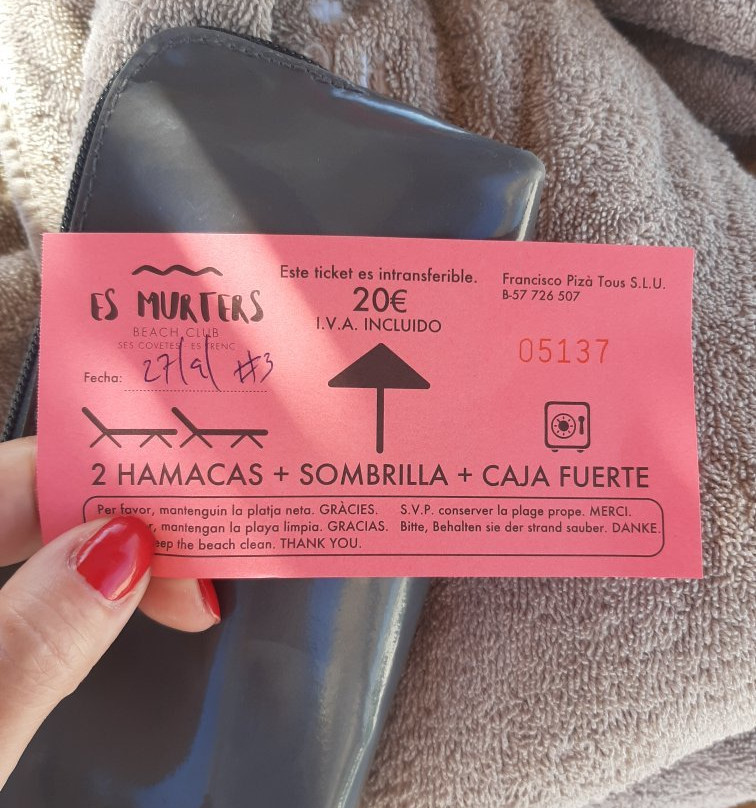 ES MURTERS
BEACH CLUB
SES COVETES - ES TRENC
Fecha: 27/9/ #3
Este ticket es intransferible.
20€
I.V.A. INCLUIDO
Francisco Pizà Tous S.L.U.
B-57 726 507
05137
2 HAMACAS + SOMBRILLA + CAJA FUERTE
Per favor, mantenguin la platja neta. GRÀCIES.
mantengan la playa limpia. GRACIAS.
the beach clean. THANK YOU.
S.V.P. conserver la plage prope. MERCI.
Bitte, Behalten sie der strand sauber. DANKE.